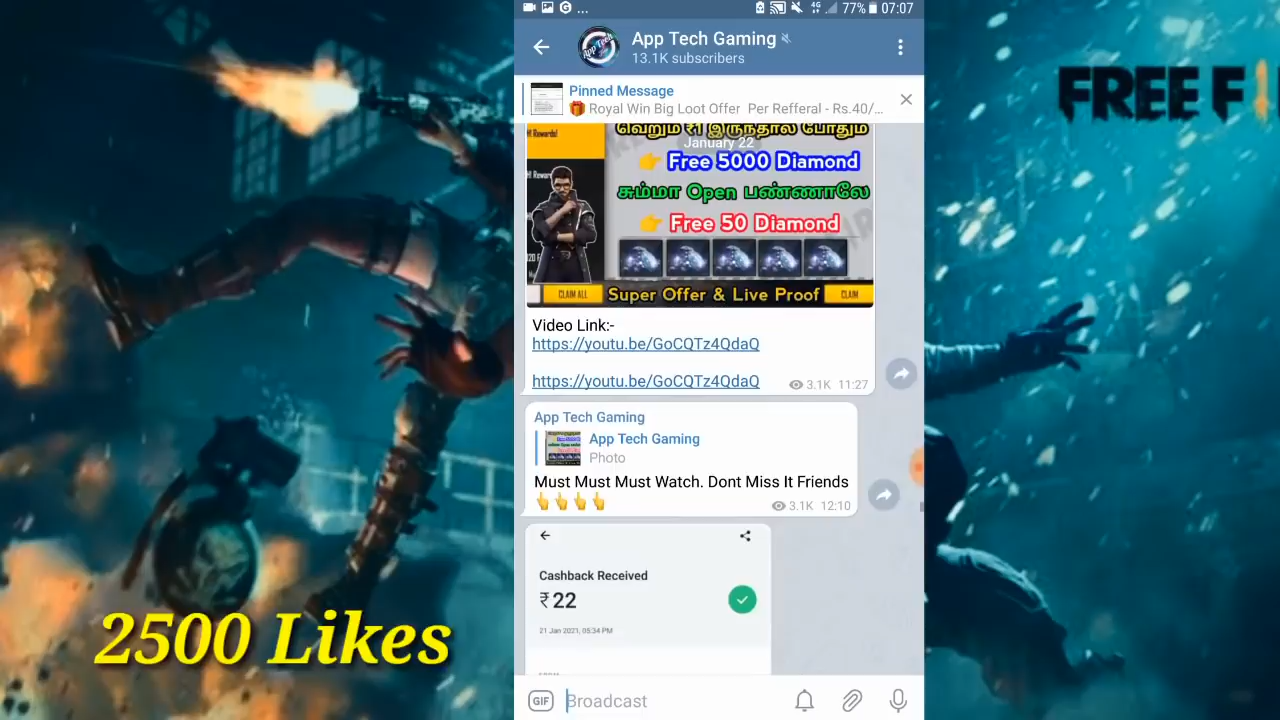 77% 07:07
App Tech Gaming
13.1K subscribers
FREE F
Pinned Message
🎁 Royal Win Big Loot Offer Per Refferal - Rs.40/...
வெறும் ₹1 இருந்தால் போதும்
January 22
👉 Free 5000 Diamond
சும்மா Open பண்ணாலே
👉 Free 50 Diamond
CLAIM ALL Super Offer & Live Proof CLAIM
Video Link:-
https://youtu.be/GoCQTz4QdaQ
https://youtu.be/GoCQTz4QdaQ
3.1K 11:27
App Tech Gaming
App Tech Gaming
Photo
Must Must Must Watch. Dont Miss It Friends
👆👆👆👆
3.1K 12:10
Cashback Received
₹22
21 Jan 2021, 05:34 PM
2500 Likes
GIF Broadcast